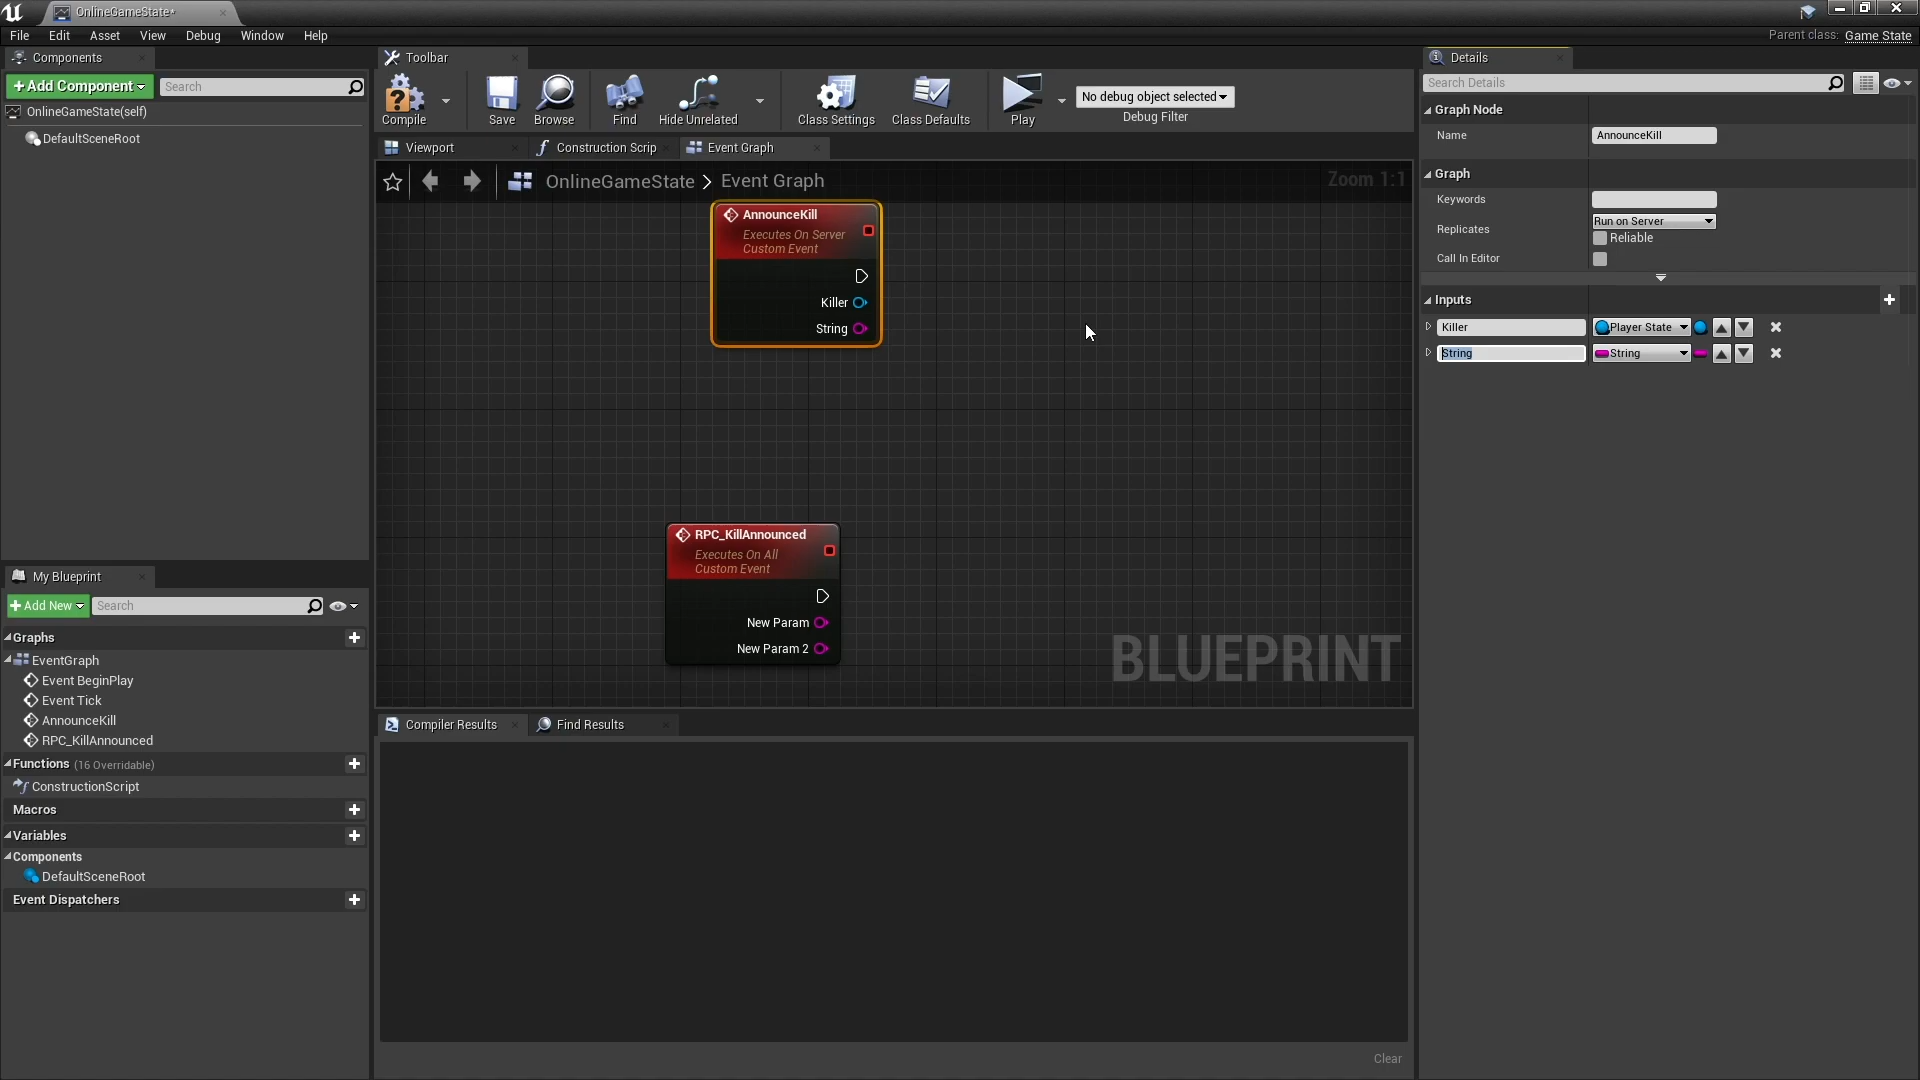 OnlineGameState*
File Edit Asset View Debug Window Help
Parent class: Game State
Components
+Add Component
Search
OnlineGameState(self)
DefaultSceneRoot
Toolbar
Compile
Save
Browse
Find
Hide Unrelated
Class Settings
Class Defaults
Play
No debug object selected
Debug Filter
Viewport
Construction Scrip
Event Graph
OnlineGameState > Event Graph
Zoom 1:1
AnnounceKill
Executes On Server
Custom Event
Killer
String
RPC_KillAnnounced
Executes On All
Custom Event
New Param
New Param 2
BLUEPRINT
My Blueprint
+Add New
Search
Graphs
EventGraph
Event BeginPlay
Event Tick
AnnounceKill
RPC_KillAnnounced
Functions (16 Overridable)
ConstructionScript
Macros
Variables
Components
DefaultSceneRoot
Event Dispatchers
Compiler Results
Find Results
Clear
Details
Search Details
Graph Node
Name AnnounceKill
Graph
Keywords
Replicates Run on Server
Reliable
Call In Editor
Inputs
Killer Player State
String String